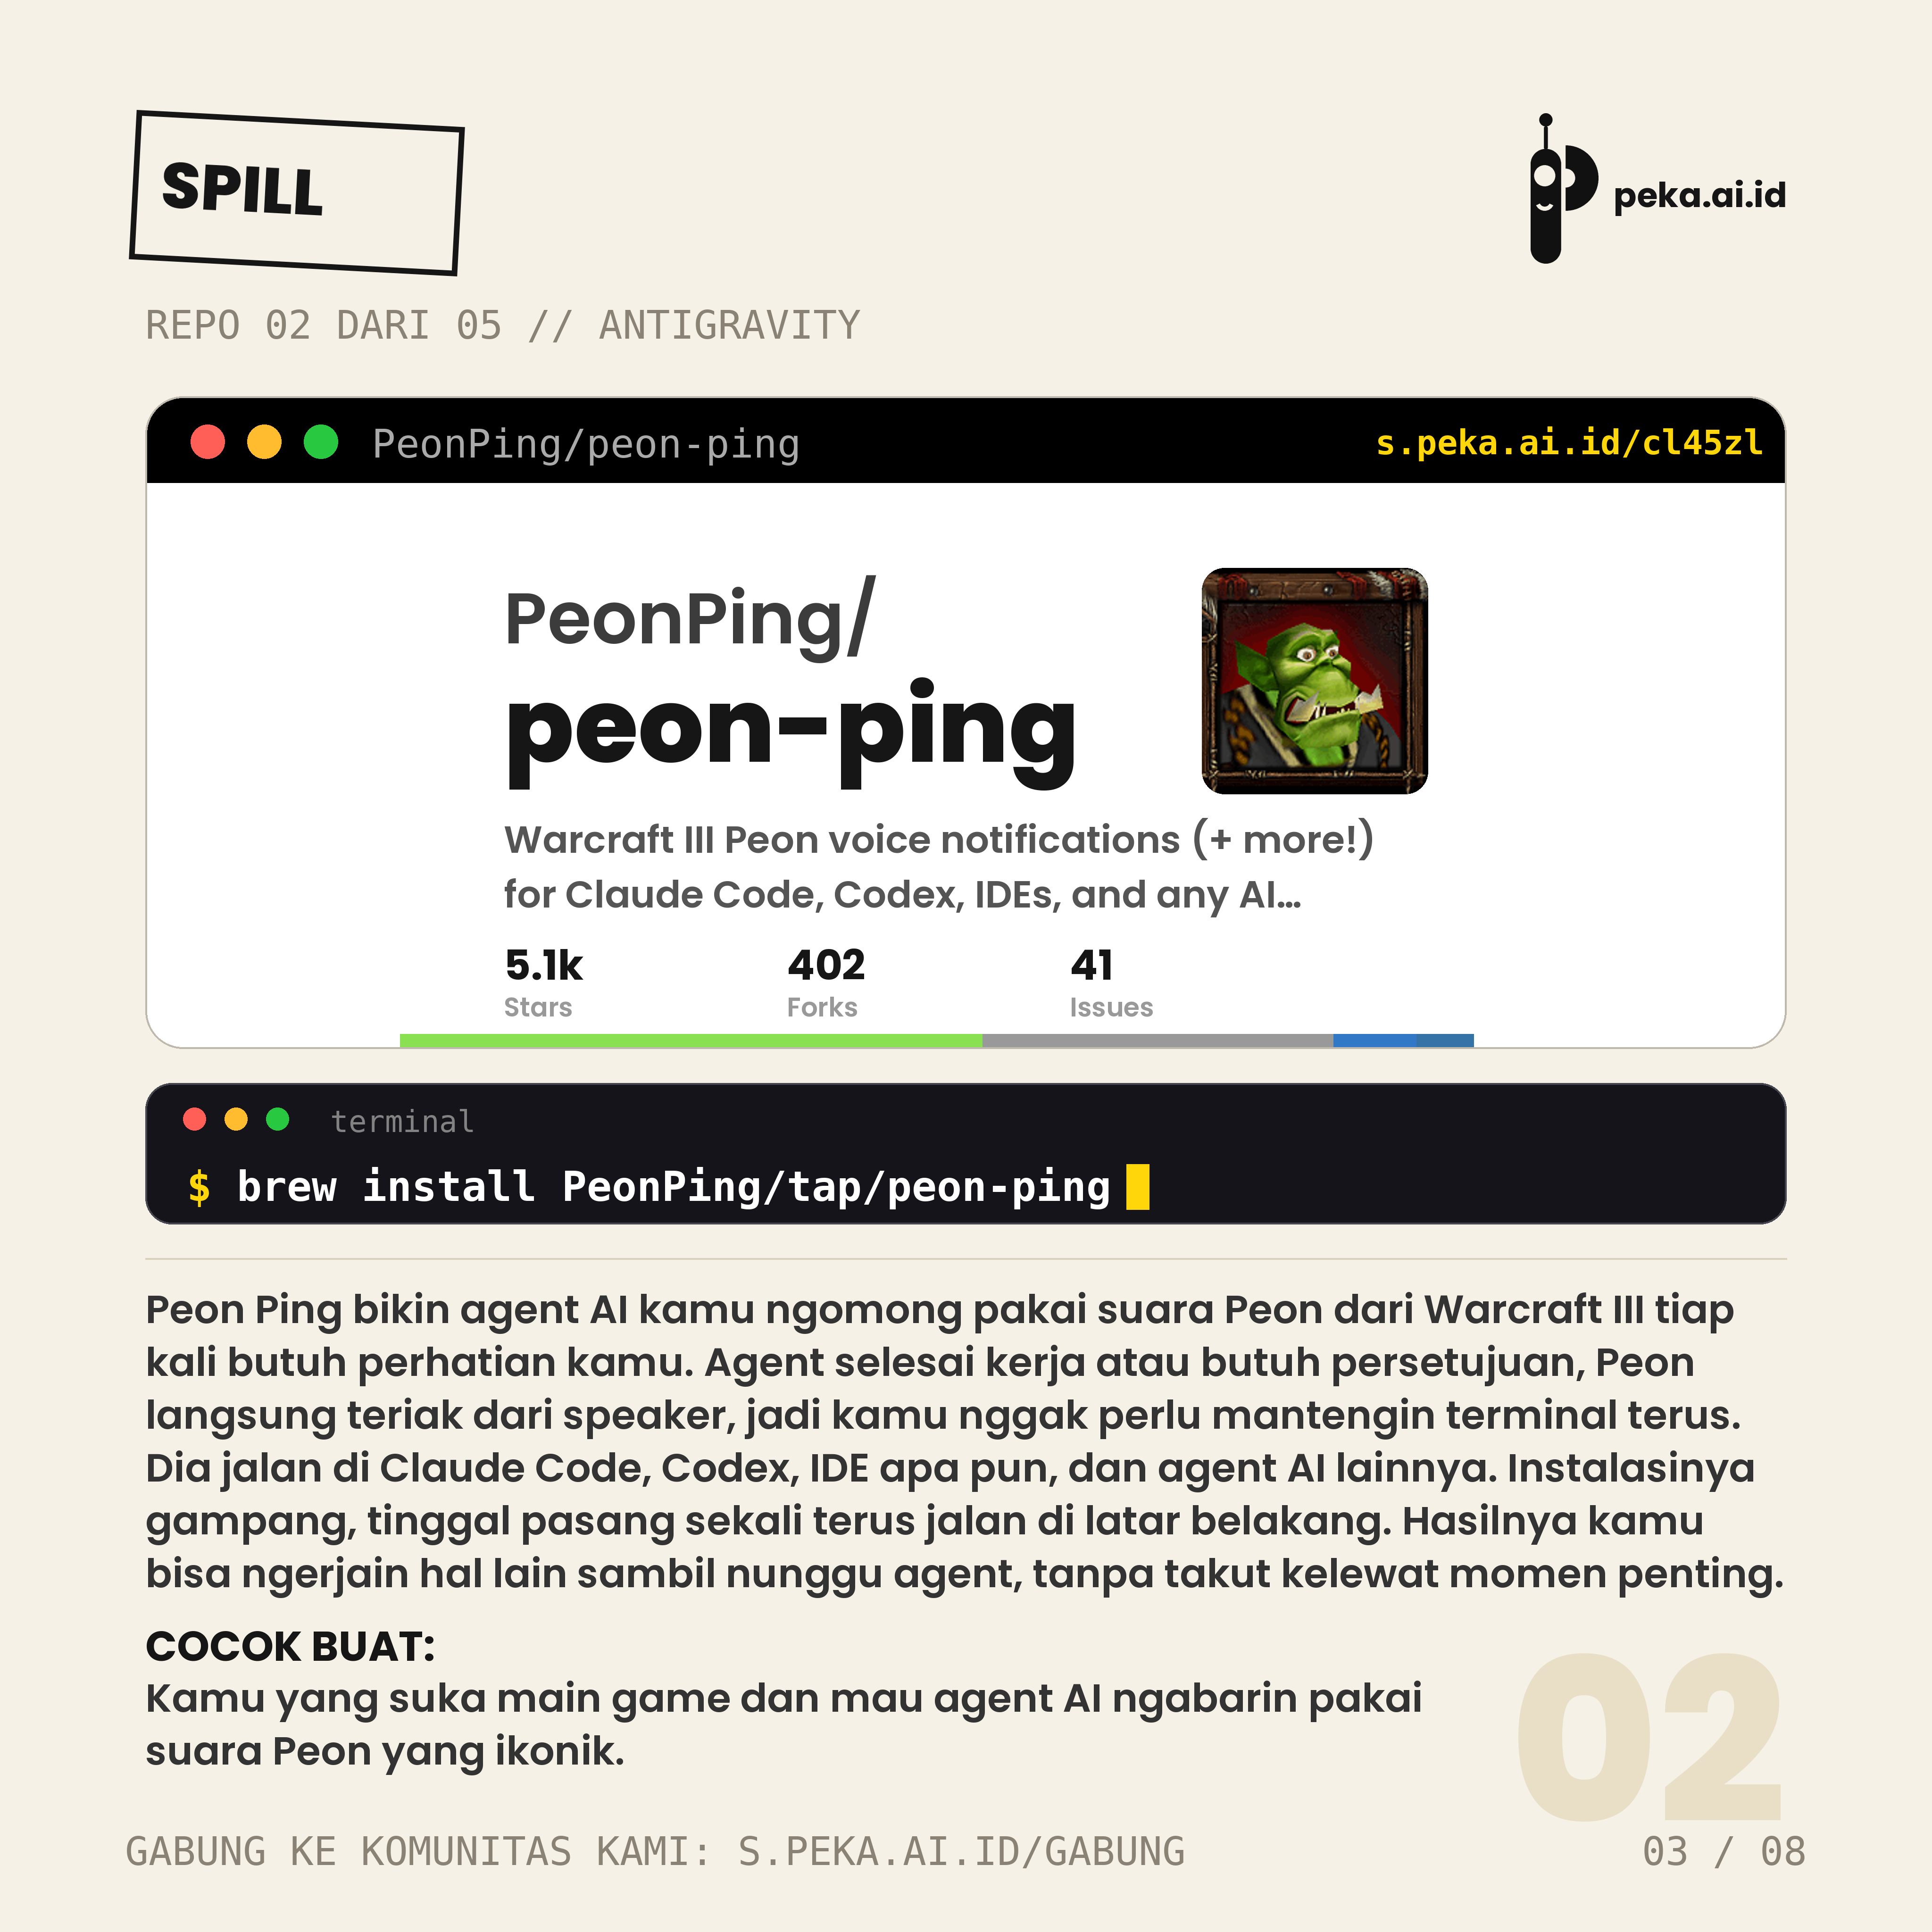 SPILL
peka.ai.id
REPO 02 DARI 05 // ANTIGRAVITY
PeonPing/peon-ping
s.peka.ai.id/cl45zl
PeonPing/
peon-ping
Warcraft III Peon voice notifications (+ more!)
for Claude Code, Codex, IDEs, and any AI...
5.1k
Stars
402
Forks
41
Issues
terminal
$ brew install PeonPing/tap/peon-ping
Peon Ping bikin agent AI kamu ngomong pakai suara Peon dari Warcraft III tiap
kali butuh perhatian kamu. Agent selesai kerja atau butuh persetujuan, Peon
langsung teriak dari speaker, jadi kamu nggak perlu mantengin terminal terus.
Dia jalan di Claude Code, Codex, IDE apa pun, dan agent AI lainnya. Instalasinya
gampang, tinggal pasang sekali terus jalan di latar belakang. Hasilnya kamu
bisa ngerjain hal lain sambil nunggu agent, tanpa takut kelewat momen penting.
COCOK BUAT:
Kamu yang suka main game dan mau agent AI ngabarin pakai
suara Peon yang ikonik.
02
GABUNG KE KOMUNITAS KAMI: S.PEKA.AI.ID/GABUNG
03 / 08